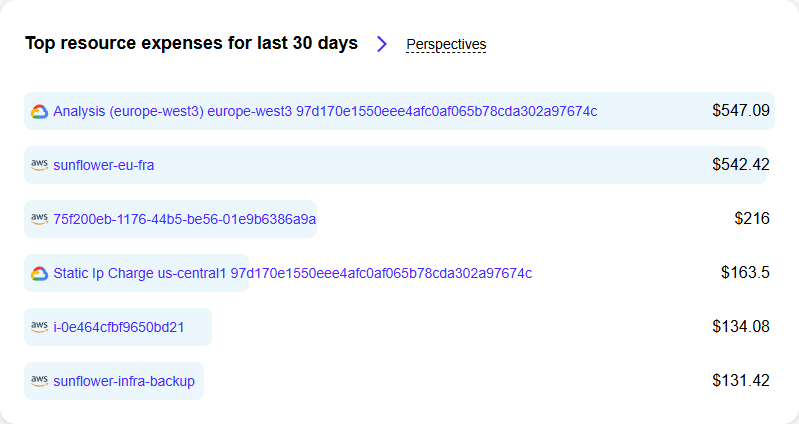 Top resource expenses for last 30 days Perspectives
Analysis (europe-west3) europe-west3 97d170e1550eee4afc0af065b78cda302a97674c $547.09
aws sunflower-eu-fra $542.42
aws 75f200eb-1176-44b5-be56-01e9b6386a9a $216
Static Ip Charge us-central1 97d170e1550eee4afc0af065b78cda302a97674c $163.5
aws i-0e464cfbf9650bd21 $134.08
aws sunflower-infra-backup $131.42